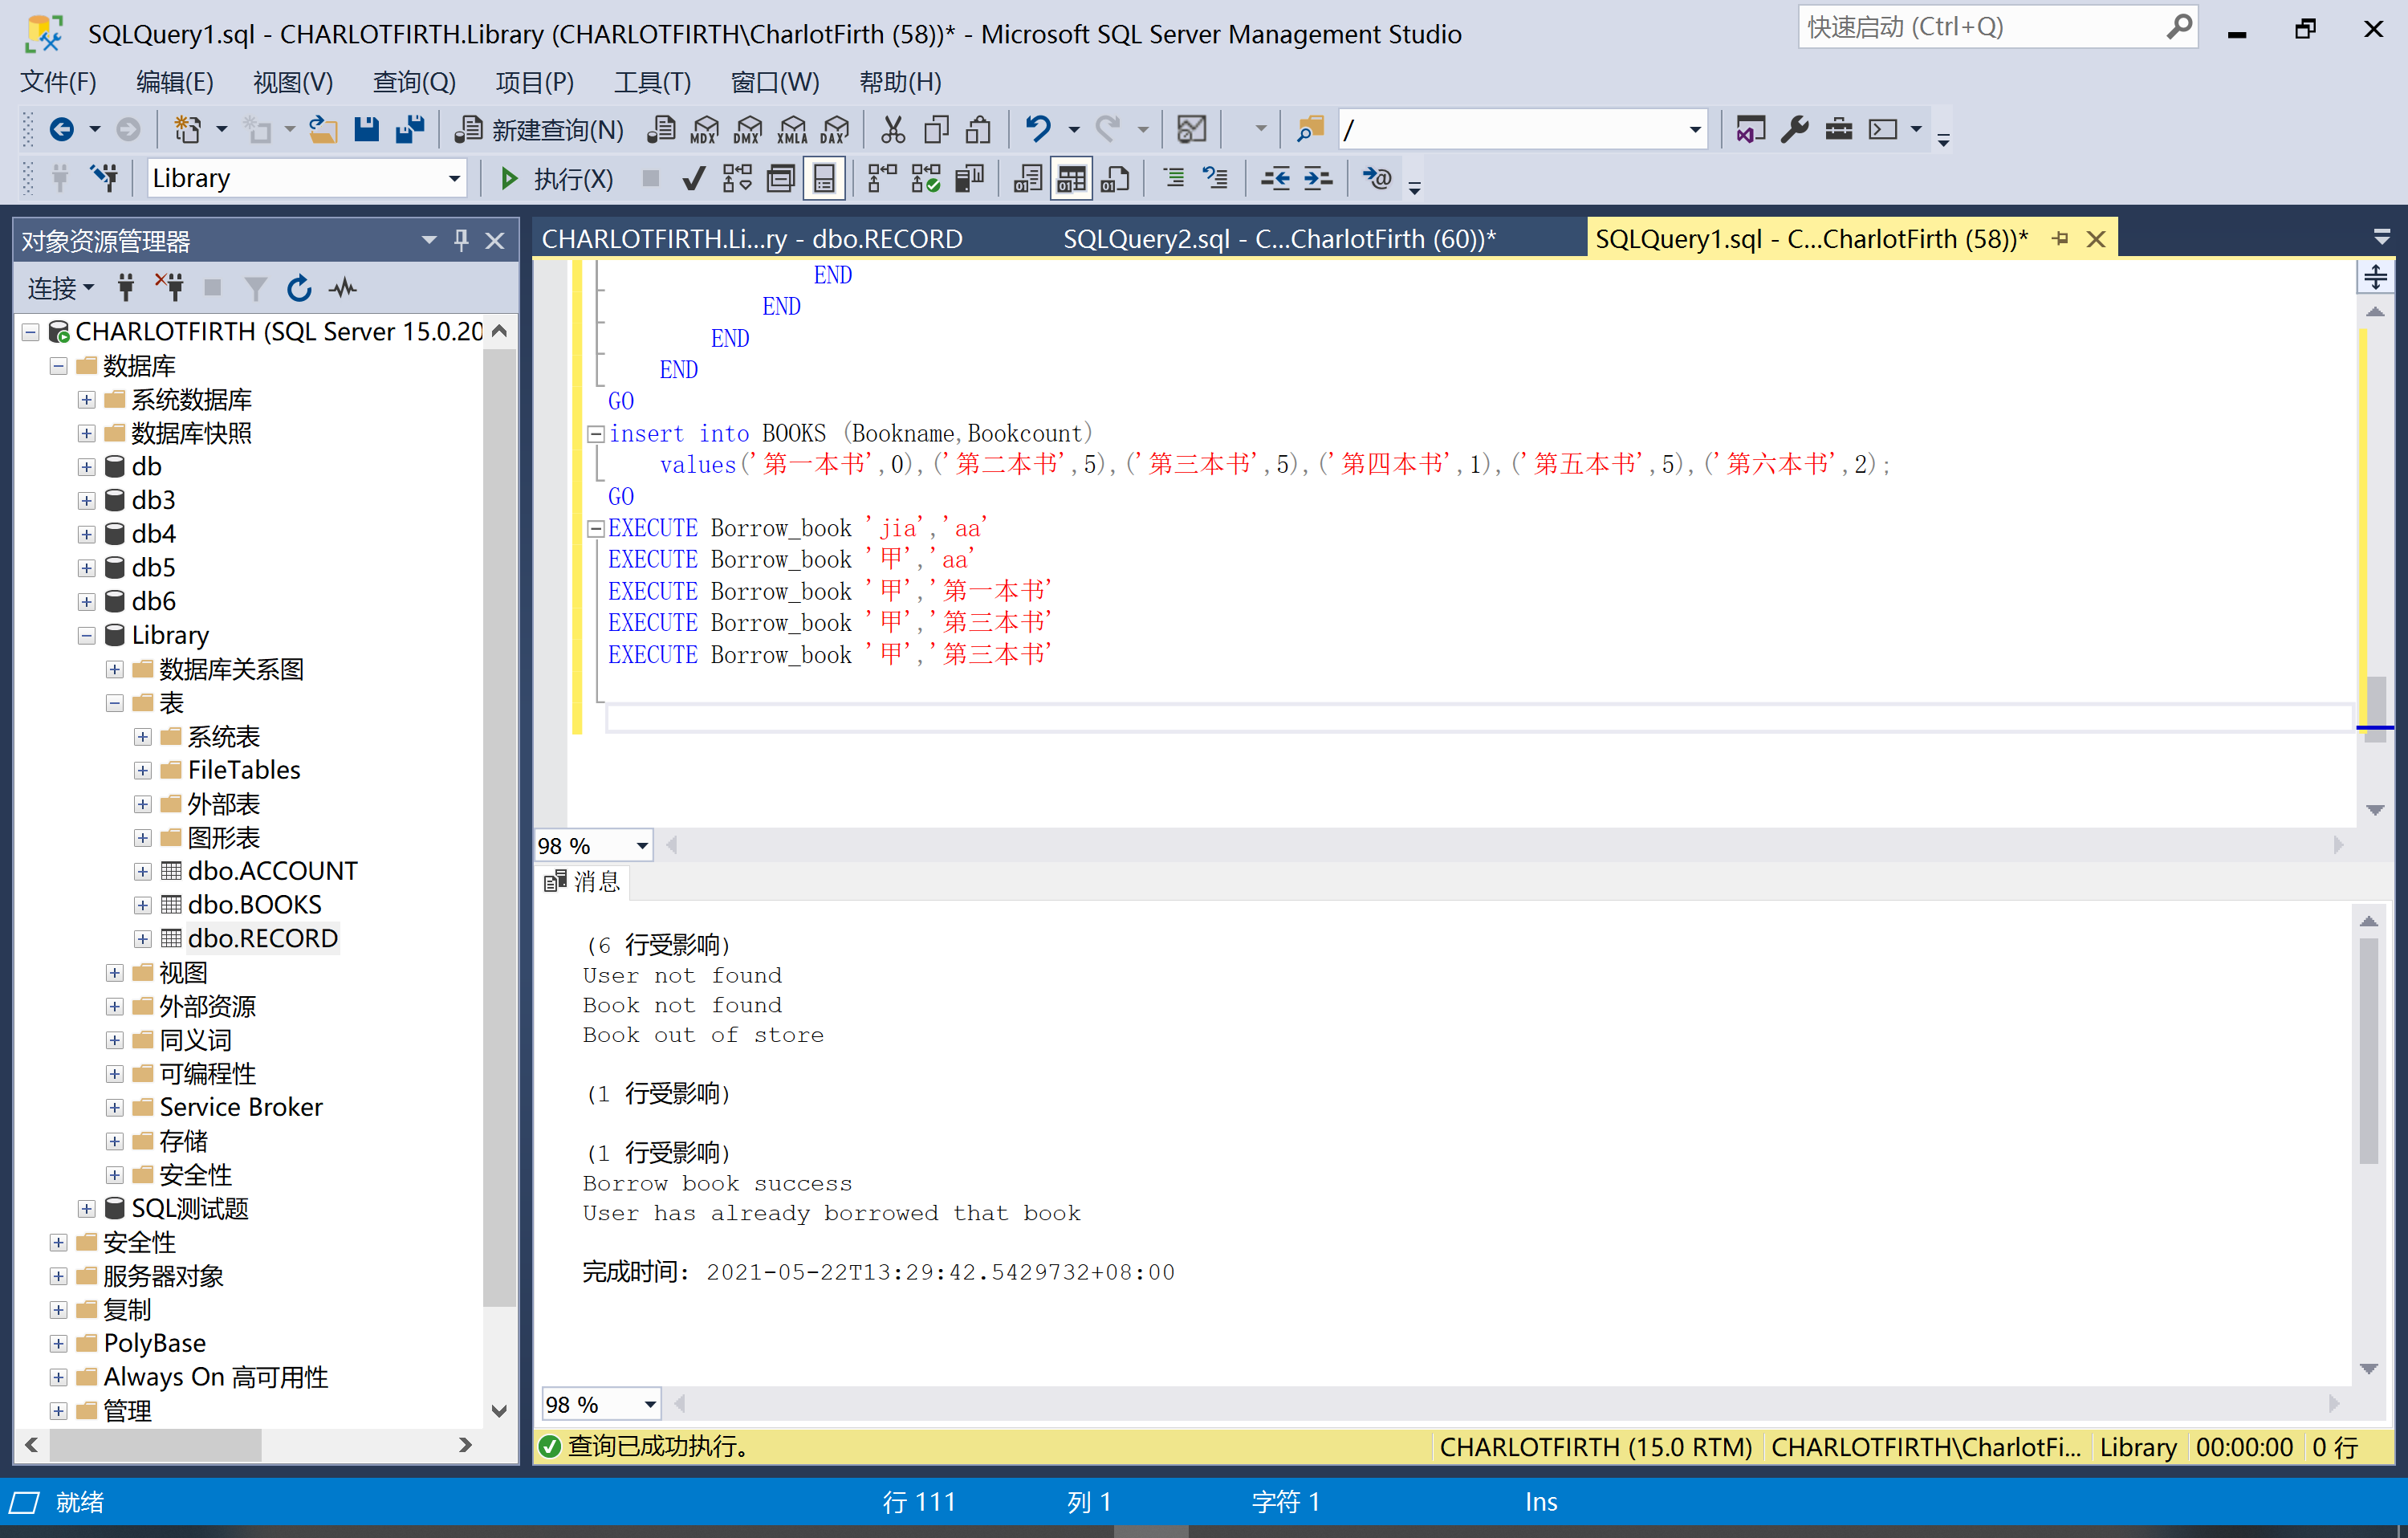 SQLQuery1.sql - CHARLOTFIRTH.Library (CHARLOTFIRTH\CharlotFirth (58))* - Microsoft SQL Server Management Studio
快速启动 (Ctrl+Q)
文件(F) 编辑(E) 视图(V) 查询(Q) 项目(P) 工具(T) 窗口(W) 帮助(H)
新建查询(N) MDX DMX XMLA DAX /
Library 执行(X)
对象资源管理器
连接
CHARLOTFIRTH (SQL Server 15.0.20
数据库
系统数据库
数据库快照
db
db3
db4
db5
db6
Library
数据库关系图
表
系统表
FileTables
外部表
图形表
dbo.ACCOUNT
dbo.BOOKS
dbo.RECORD
视图
外部资源
同义词
可编程性
Service Broker
存储
安全性
SQL测试题
安全性
服务器对象
复制
PolyBase
Always On 高可用性
管理
CHARLOTFIRTH.Li...ry - dbo.RECORD SQLQuery2.sql - C...CharlotFirth (60))* SQLQuery1.sql - C...CharlotFirth (58))*
END
END
END
END
GO
insert into BOOKS (Bookname,Bookcount)
values('第一本书',0),('第二本书',5),('第三本书',5),('第四本书',1),('第五本书',5),('第六本书',2);
GO
EXECUTE Borrow_book 'jia','aa'
EXECUTE Borrow_book '甲','aa'
EXECUTE Borrow_book '甲','第一本书'
EXECUTE Borrow_book '甲','第三本书'
EXECUTE Borrow_book '甲','第三本书'
98 %
消息
(6 行受影响)
User not found
Book not found
Book out of store
(1 行受影响)
(1 行受影响)
Borrow book success
User has already borrowed that book
完成时间: 2021-05-22T13:29:42.5429732+08:00
98 %
查询已成功执行。 CHARLOTFIRTH (15.0 RTM) CHARLOTFIRTH\CharlotFi... Library 00:00:00 0 行
就绪 行 111 列 1 字符 1 Ins